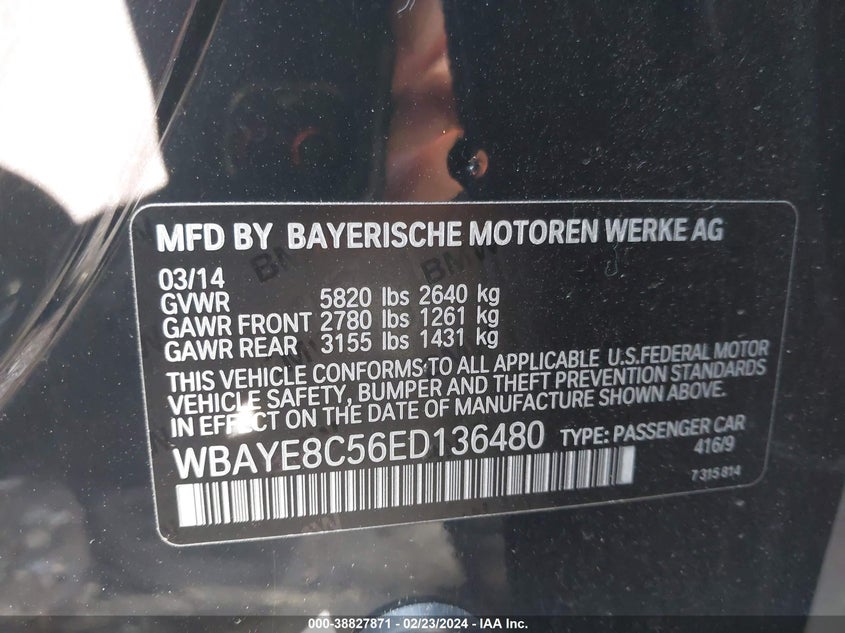 MFD BY BAYERISCHE MOTOREN WERKE AG
03/14
GVWR 5820 lbs 2640 kg
GAWR FRONT 2780 lbs 1261 kg
GAWR REAR 3155 lbs 1431 kg
THIS VEHICLE CONFORMS TO ALL APPLICABLE U.S.FEDERAL MOTOR
VEHICLE SAFETY, BUMPER AND THEFT PREVENTION STANDARDS
IN EFFECT ON THE DATE OF MANUFACTURE SHOWN ABOVE.
WBAYE8C56ED136480 TYPE: PASSENGER CAR
416/9
7 315 814
000-38827871 - 02/23/2024 - IAA Inc.